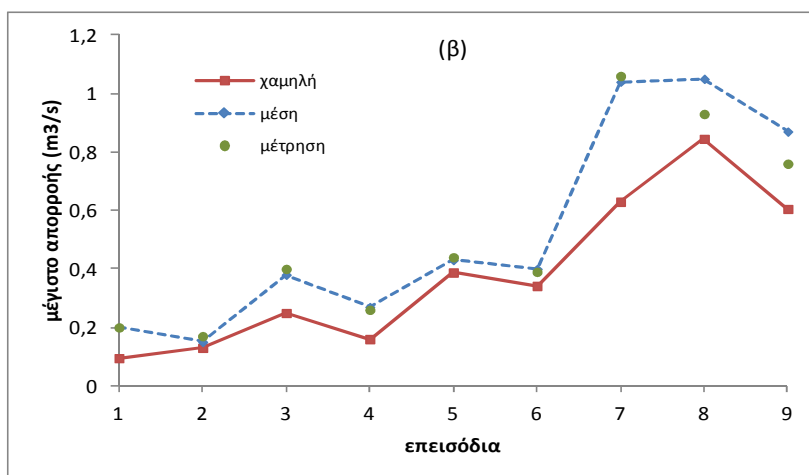 (β)
χαμηλή
μέση
μέτρηση
μέγιστο απορροής (m3/s)
1,2
1
0,8
0,6
0,4
0,2
0
1 2 3 4 5 6 7 8 9
επεισόδια